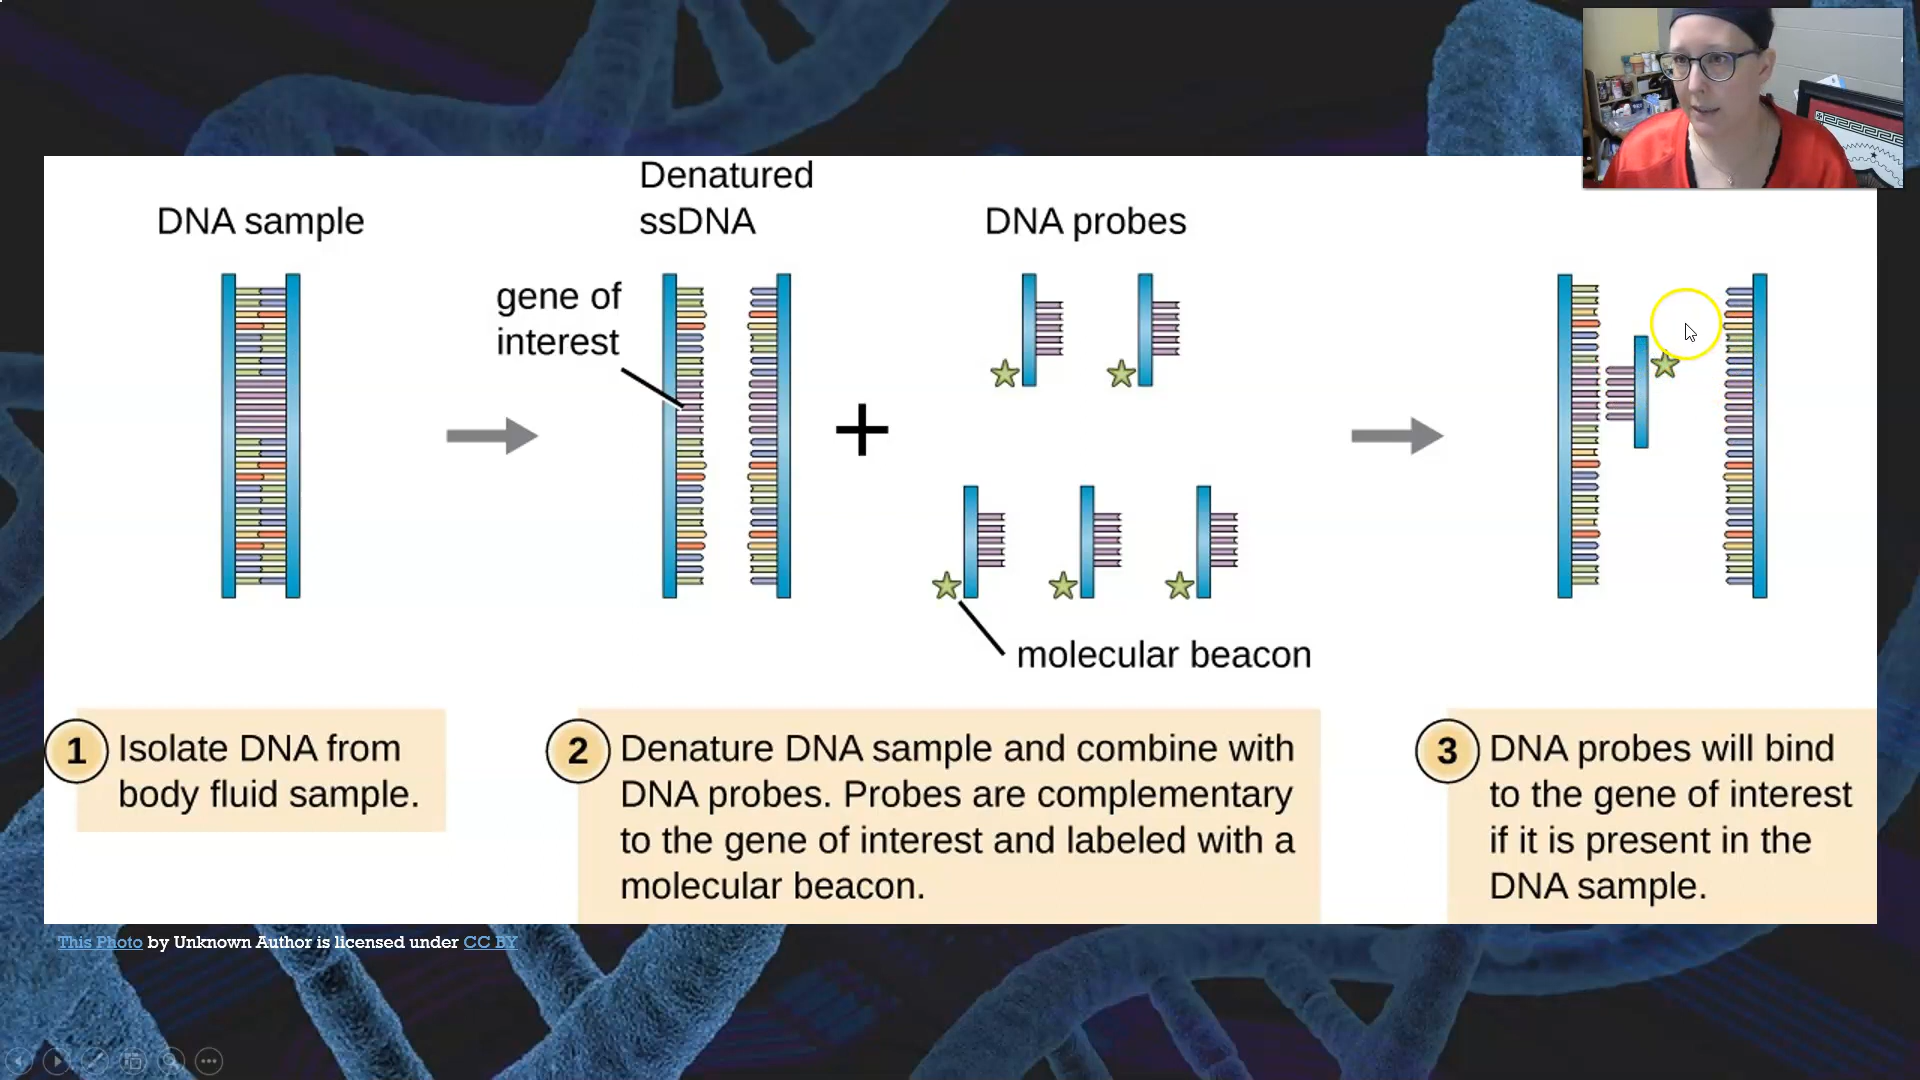 DNA sample
Denatured
ssDNA
DNA probes
gene of
interest
molecular beacon
1 Isolate DNA from
body fluid sample.
2 Denature DNA sample and combine with
DNA probes. Probes are complementary
to the gene of interest and labeled with a
molecular beacon.
3 DNA probes will bind
to the gene of interest
if it is present in the
DNA sample.
This Photo by Unknown Author is licensed under CC BY